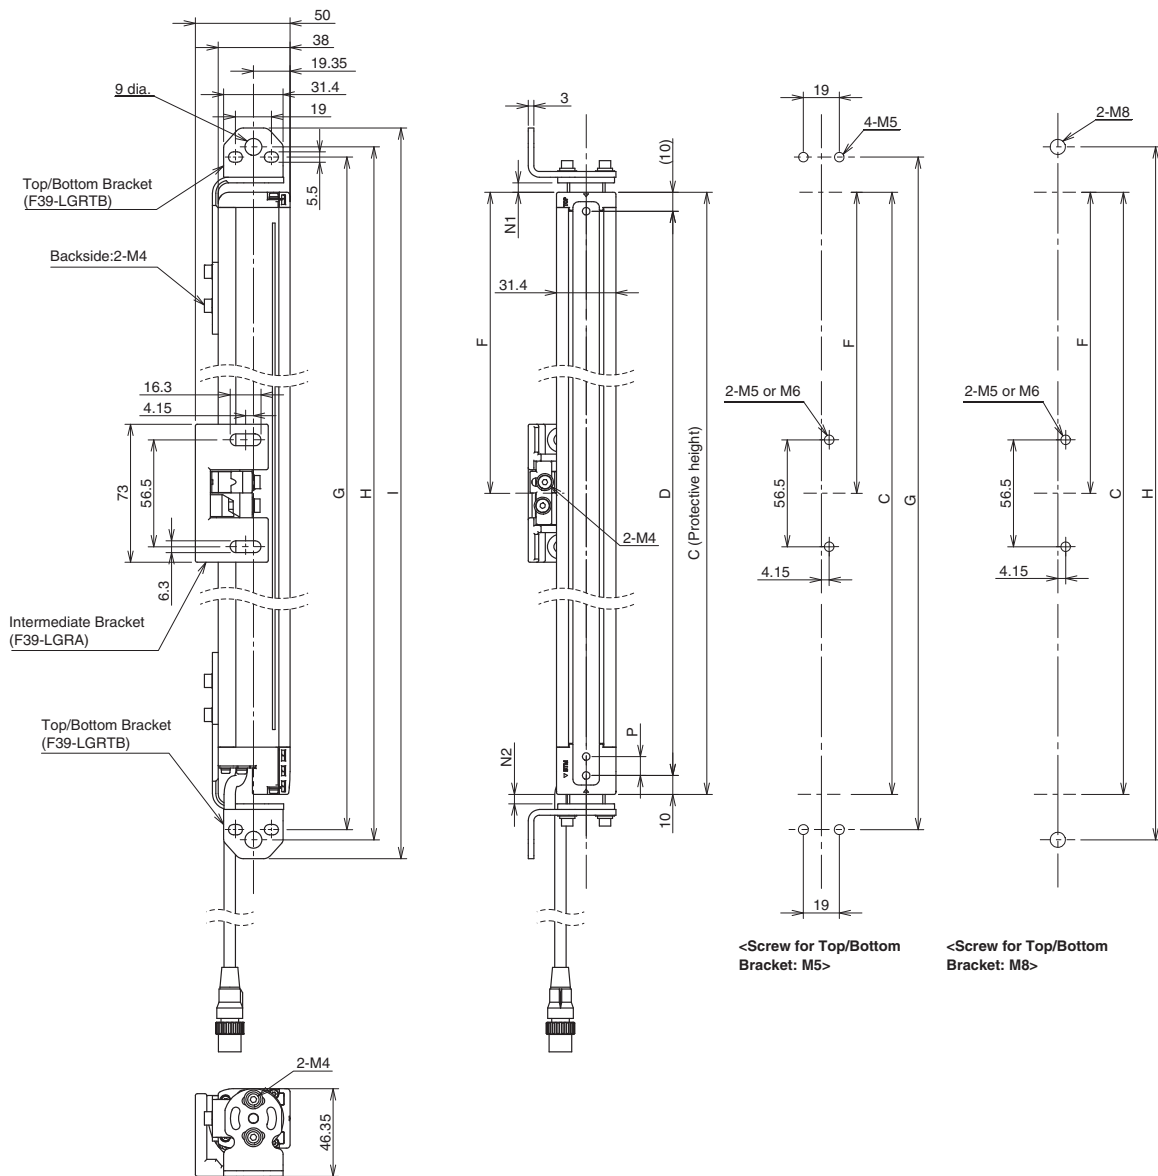 50
38
19.35
31.4
19
9 dia.
5.5
Top/Bottom Bracket
(F39-LGRTB)
Backside:2-M4
16.3
4.15
73
56.5
6.3
G
H
I
Intermediate Bracket
(F39-LGRA)
Top/Bottom Bracket
(F39-LGRTB)
2-M4
46.35
3
(10)
N1
TOP
31.4
F
D
C (Protective height)
2-M4
P
N2
10
19
4-M5
F
2-M5 or M6
56.5
4.15
C
G
19
<Screw for Top/Bottom
Bracket: M5>
2-M8
F
2-M5 or M6
56.5
4.15
C
H
<Screw for Top/Bottom
Bracket: M8>